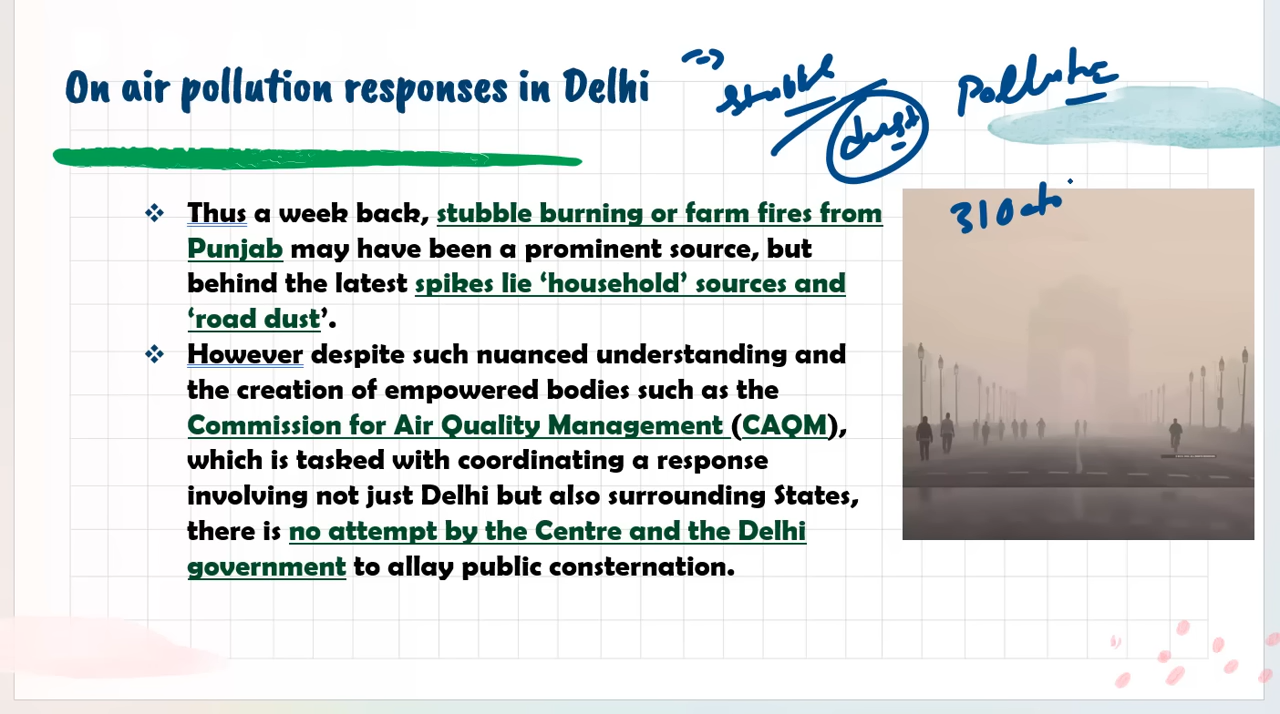 On air pollution responses in Delhi
stubble
dust
Thus a week back, stubble burning or farm fires from
Punjab may have been a prominent source, but
behind the latest spikes lie ‘household’ sources and
‘road dust’.
However despite such nuanced understanding and
the creation of empowered bodies such as the
Commission for Air Quality Management (CAQM),
which is tasked with coordinating a response
involving not just Delhi but also surrounding States,
there is no attempt by the Centre and the Delhi
government to allay public consternation.